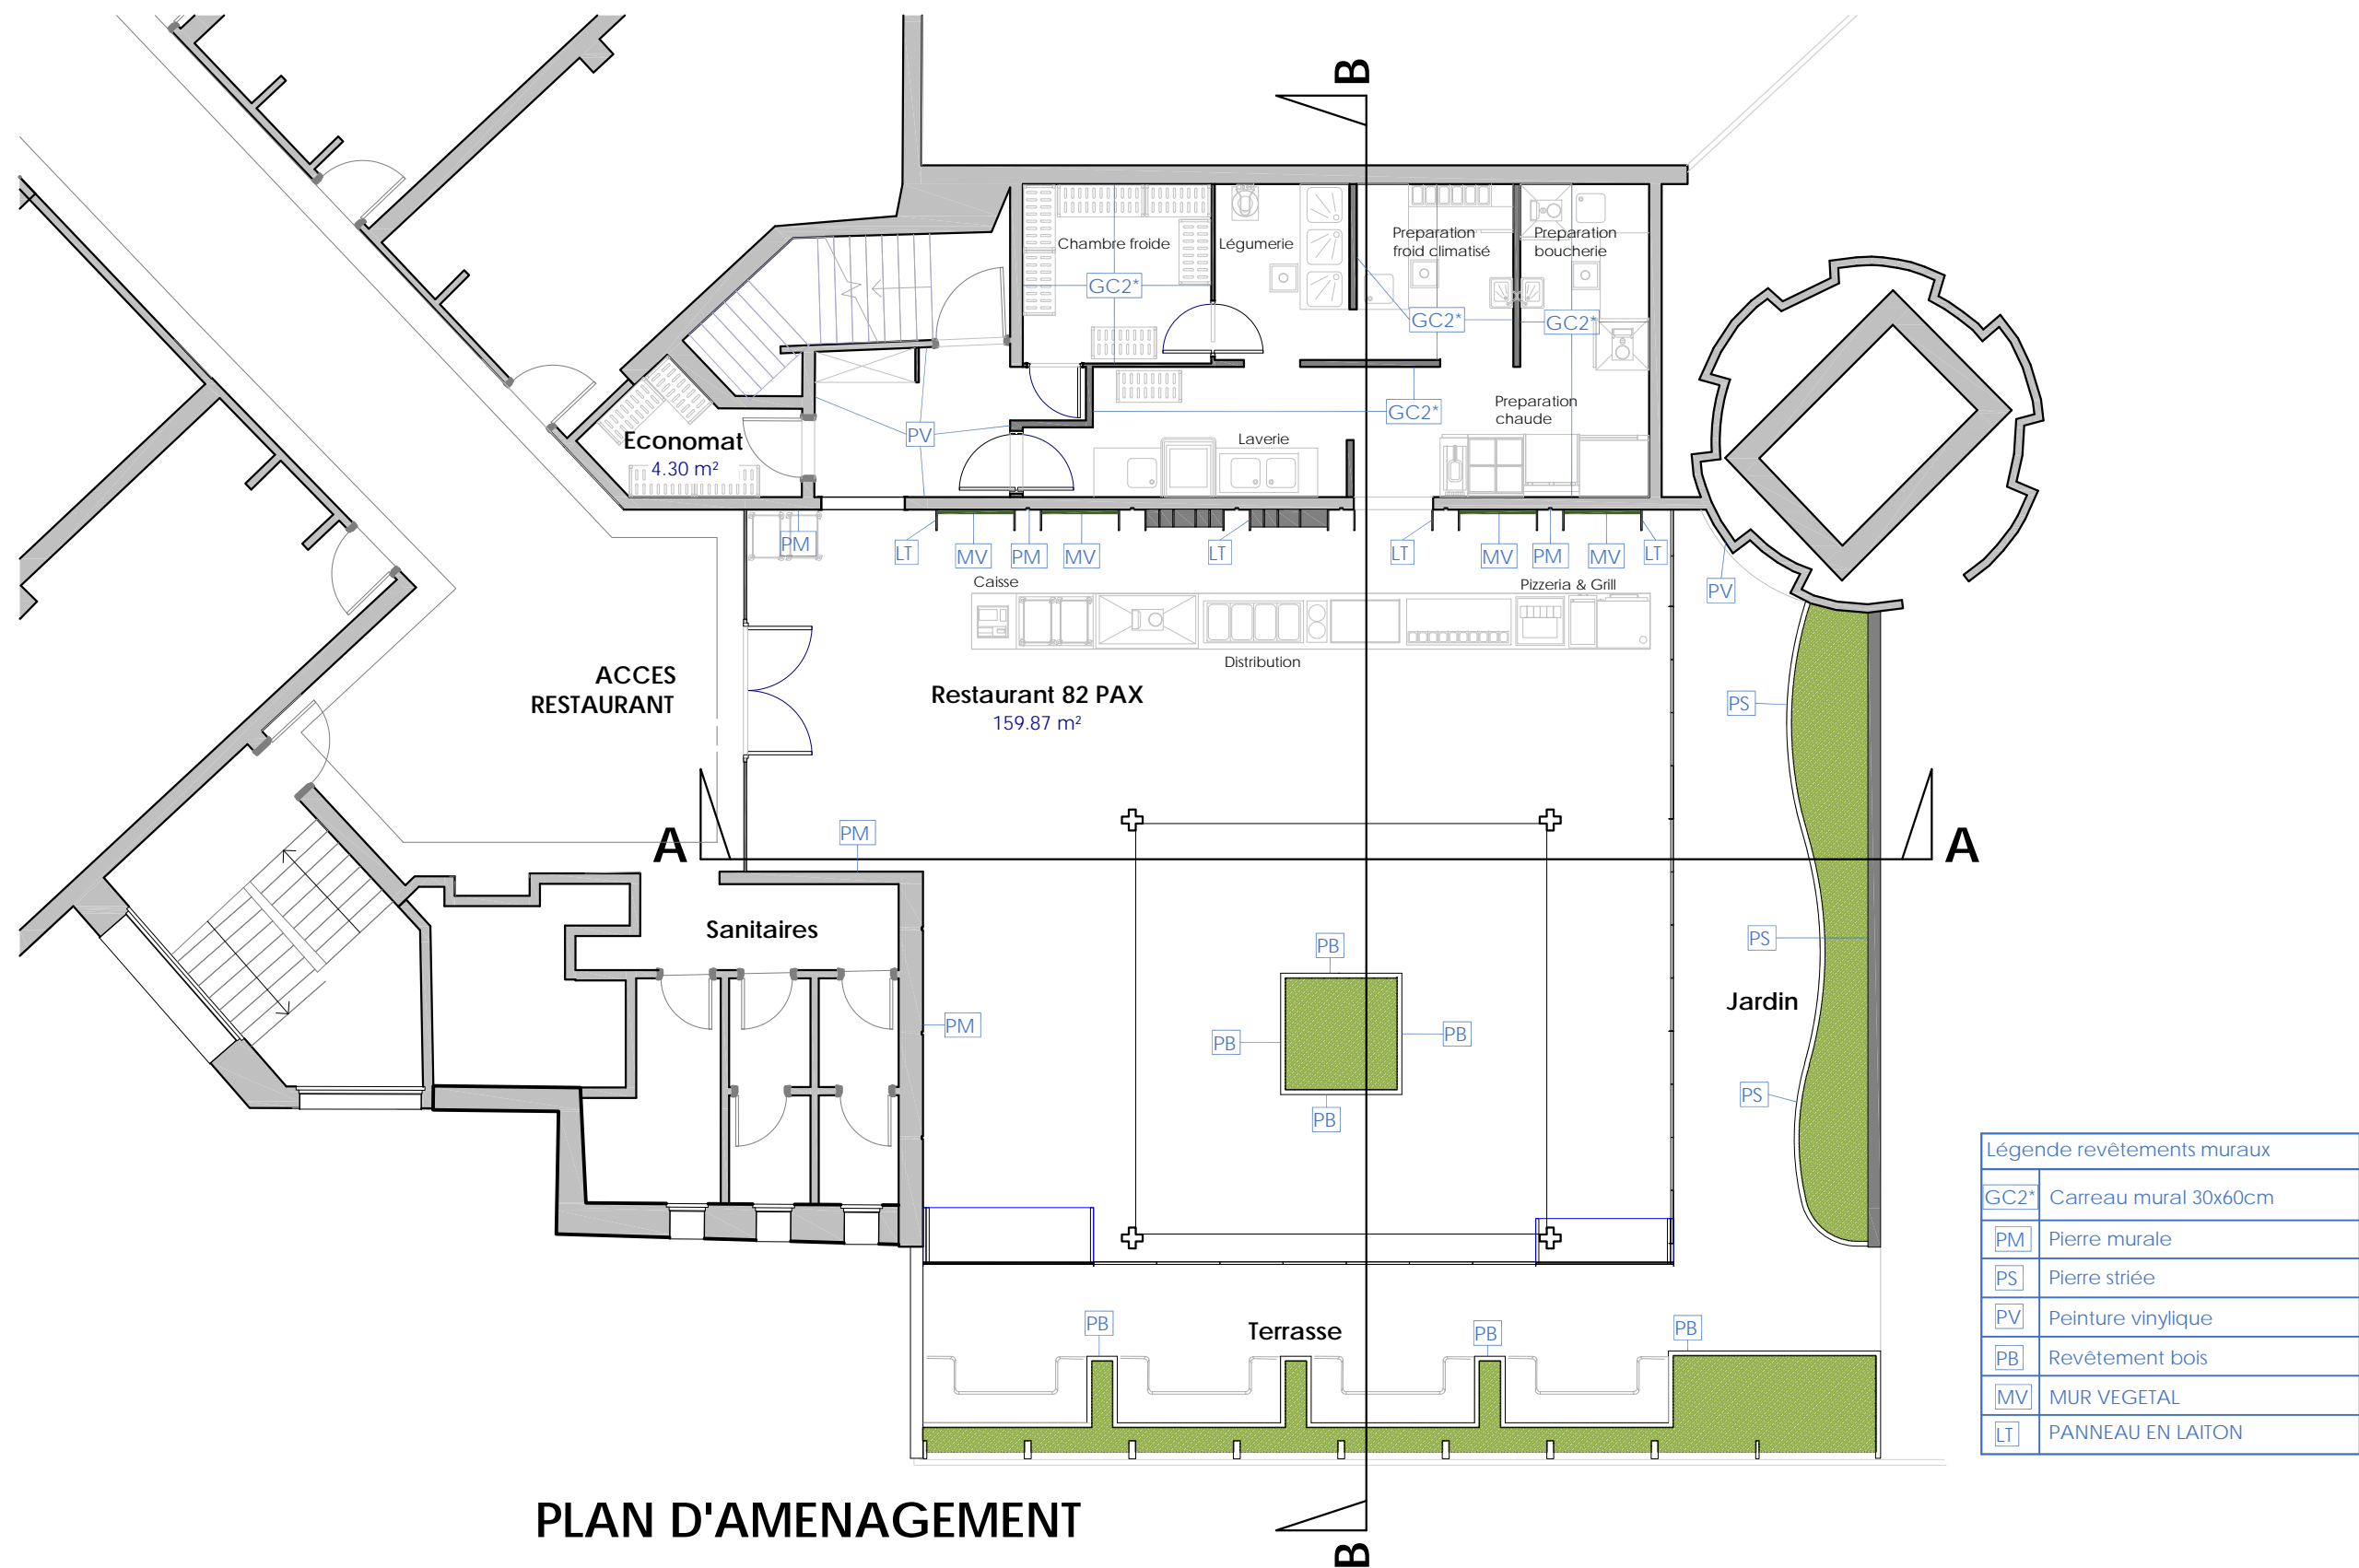 B
Chambre froide
Légumerie
Preparation
froid climatisé
Preparation
boucherie
GC2*
GC2*
GC2*
Preparation
chaude
GC2*
Economat
4.30 m²
PV
Laverie
PM
LT
MV
PM
MV
LT
LT
MV
PM
MV
LT
Caisse
Pizzeria & Grill
PV
Distribution
ACCES
RESTAURANT
Restaurant 82 PAX
159.87 m²
PS
PM
A
A
Sanitaires
PB
PS
PM
PB
PB
Jardin
PS
PB
PB
Terrasse
PB
PB
Légende revêtements muraux
GC2* Carreau mural 30x60cm
PM Pierre murale
PS Pierre striée
PV Peinture vinylique
PB Revêtement bois
MV MUR VEGETAL
LT PANNEAU EN LAITON
PLAN D'AMENAGEMENT
B